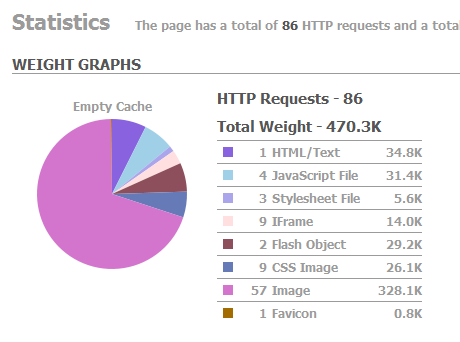 Statistics The page has a total of 86 HTTP requests and a total
WEIGHT GRAPHS
Empty Cache
HTTP Requests - 86
Total Weight - 470.3K
1 HTML/Text 34.8K
4 JavaScript File 31.4K
3 Stylesheet File 5.6K
9 IFrame 14.0K
2 Flash Object 29.2K
9 CSS Image 26.1K
57 Image 328.1K
1 Favicon 0.8K